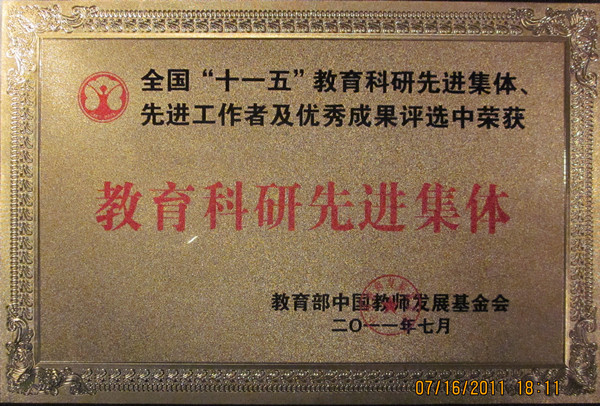 全国“十一五”教育科研先进集体、
先进工作者及优秀成果评选中荣获
教育科研先进集体
教育部中国教师发展基金会
二〇一一年七月
07/16/2011 18:11